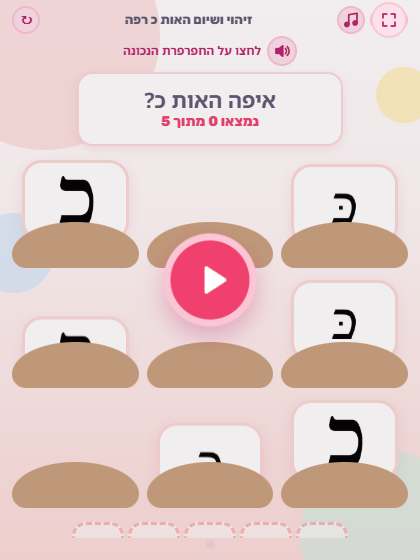 זיהוי ושיום האות כ רפה
לחצו על החפרפרת הנכונה
איפה האות כ?
נמצאו 0 מתוך 5
כ כּ
כּ
כ